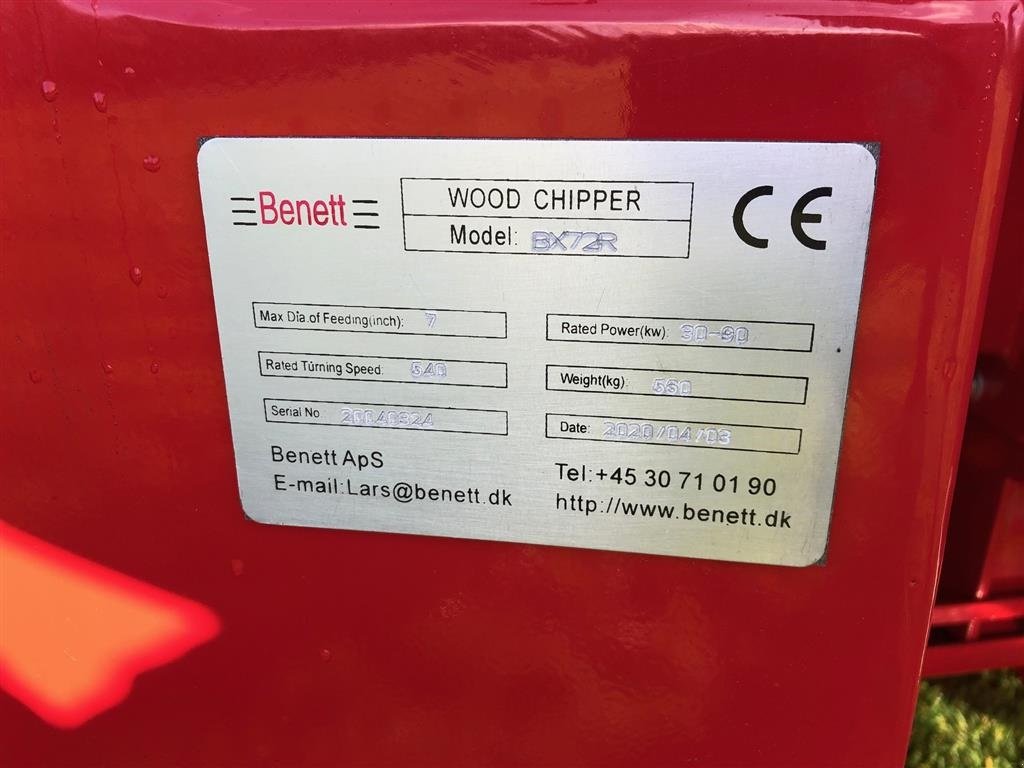 Benett
WOOD CHIPPER
Model: BX72R
CE
Max Dia.of Feeding(inch): 7
Rated Power(kw): 30-90
Rated Turning Speed: 540
Weight(kg): 550
Serial No 2004032A
Date: 2020/04/03
Benett ApS
E-mail:Lars@benett.dk
Tel:+45 30 71 01 90
http://www.benett.dk